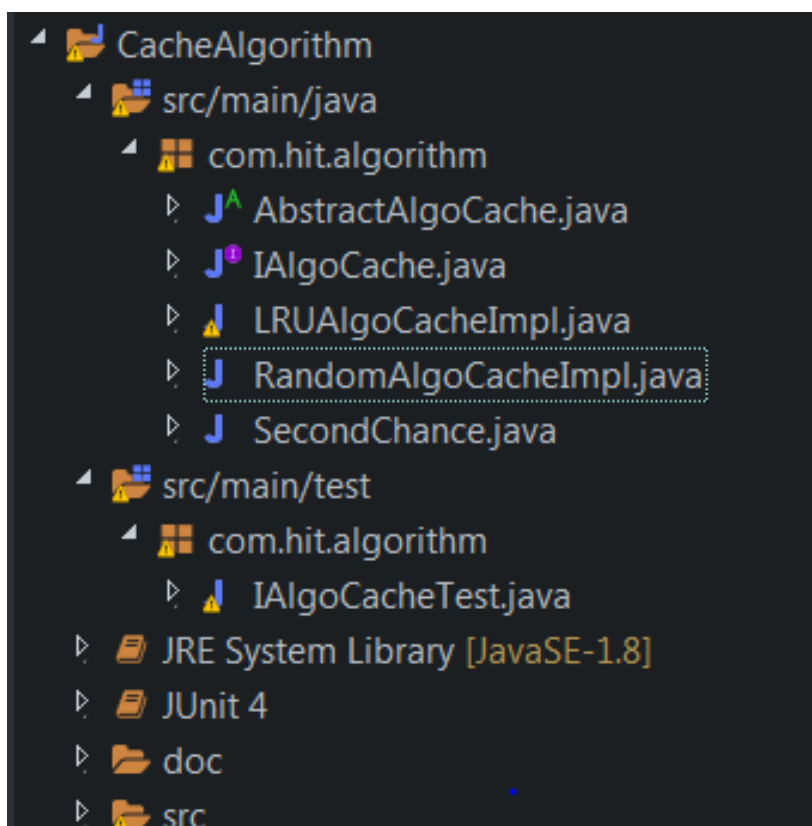 CacheAlgorithm
src/main/java
com.hit.algorithm
AbstractAlgoCache.java
IAlgoCache.java
LRUAlgoCacheImpl.java
RandomAlgoCacheImpl.java
SecondChance.java
src/main/test
com.hit.algorithm
IAlgoCacheTest.java
JRE System Library [JavaSE-1.8]
JUnit 4
doc
src